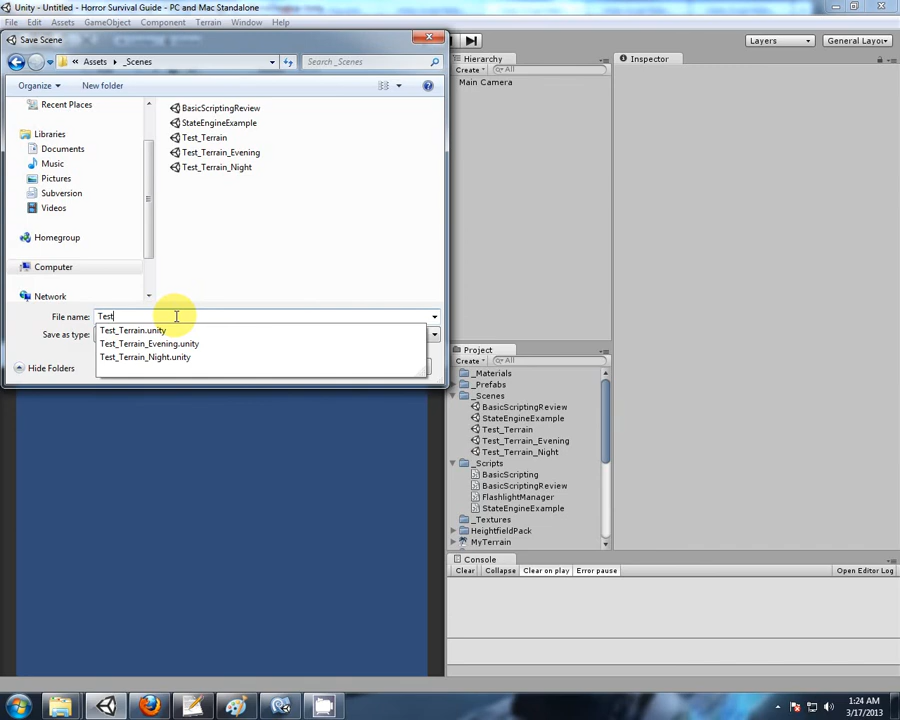 Unity - Untitled - Horror Survival Guide - PC and Mac Standalone
File Edit Assets GameObject Component Terrain Window Help
Save Scene
Layers
General Layou
Assets
_Scenes
Search _Scenes
Organize
New folder
Recent Places
Libraries
Documents
Music
Pictures
Subversion
Videos
Homegroup
Computer
Network
BasicScriptingReview
StateEngineExample
Test_Terrain
Test_Terrain_Evening
Test_Terrain_Night
File name:
Test
Save as type:
Test_Terrain.unity
Test_Terrain_Evening.unity
Test_Terrain_Night.unity
Hide Folders
Hierarchy
Create
All
Main Camera
Inspector
Project
Create
All
_Materials
_Prefabs
_Scenes
BasicScriptingReview
StateEngineExample
Test_Terrain
Test_Terrain_Evening
Test_Terrain_Night
_Scripts
BasicScripting
BasicScriptingReview
FlashlightManager
StateEngineExample
_Textures
HeightfieldPack
MyTerrain
Console
Clear Collapse Clear on play Error pause
Open Editor Log
1:24 AM
3/17/2013